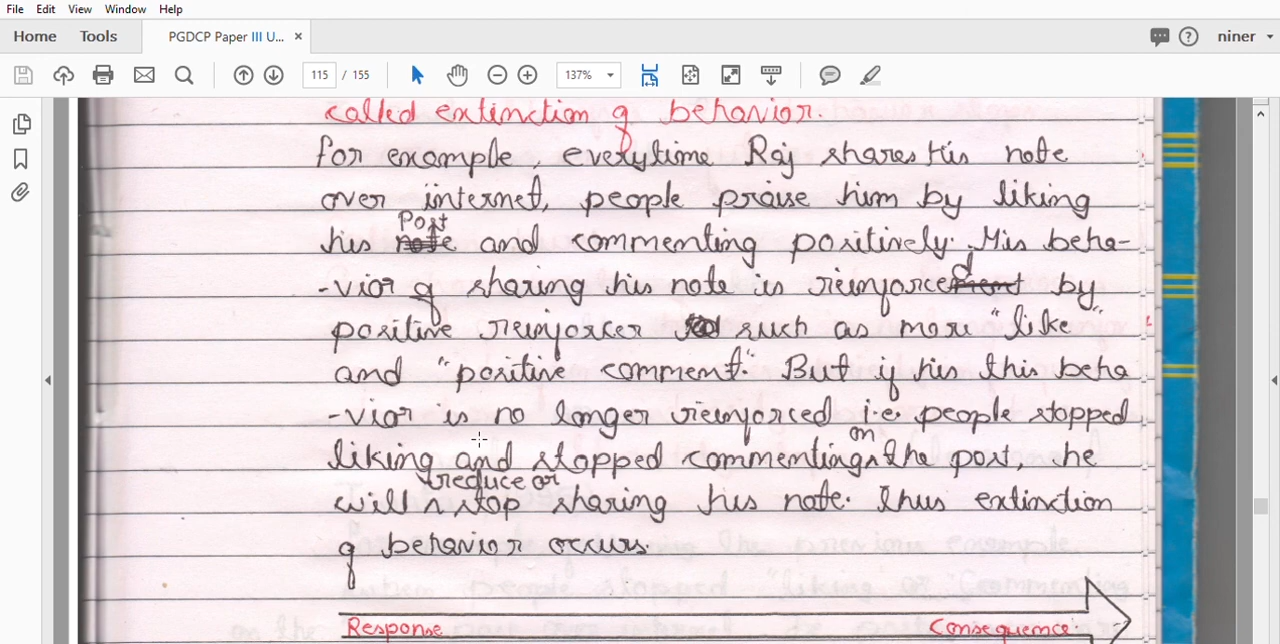 File Edit View Window Help
Home Tools PGDCP Paper III U... × niner
115 / 155 137%
called extinction of behavior.
for example, everytime Raj shares his note
over internet, people praise him by liking
Post
his note and commenting positively. His beha-
d
-vior of sharing his note is reinforcement by
positive reinforcer such as more "like"
and "positive comment." But if his this beha
-vior is no longer reinforced i.e. people stopped
on
liking and stopped commenting ∧ the post, he
reduce or
will ∧ stop sharing his note. Thus extinction
of behavior occurs.
Response Consequence